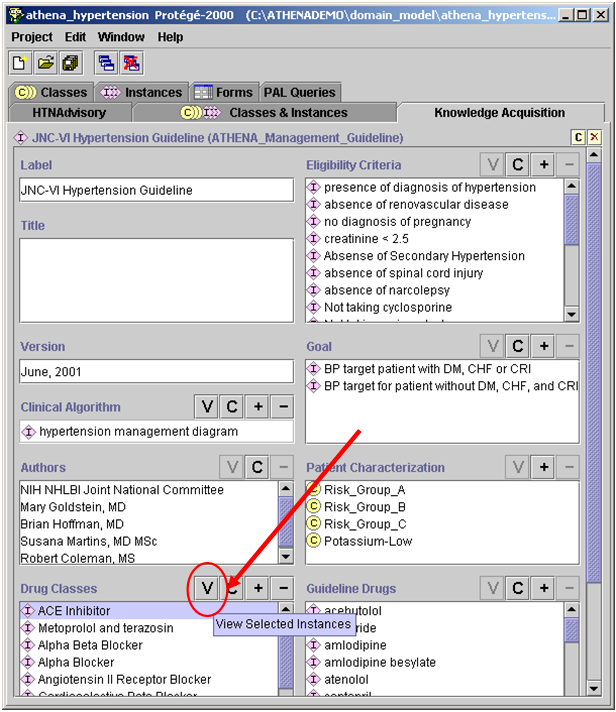 athena_hypertension Protégé-2000 (C:\ATHENADEMO\domain_model\athena_hypertens...
Project Edit Window Help
C Classes I Instances Forms PAL Queries
HTNAdvisory C I Classes & Instances Knowledge Acquisition
I JNC-VI Hypertension Guideline (ATHENA_Management_Guideline) C X
Label
JNC-VI Hypertension Guideline
Title
Version
June, 2001
Clinical Algorithm V C + −
I hypertension management diagram
Authors V C −
NIH NHLBI Joint National Committee
Mary Goldstein, MD
Brian Hoffman, MD
Susana Martins, MD MSc
Robert Coleman, MS
Drug Classes V C + −
I ACE Inhibitor
I Metoprolol and terazosin
I Alpha Beta Blocker
I Alpha Blocker
I Angiotensin II Receptor Blocker
View Selected Instances
Eligibility Criteria V C + −
I presence of diagnosis of hypertension
I absence of renovascular disease
I no diagnosis of pregnancy
I creatinine < 2.5
I Absense of Secondary Hypertension
I absence of spinal cord injury
I absence of narcolepsy
I Not taking cyclosporine
Goal V C + −
I BP target patient with DM, CHF or CRI
I BP target for patient without DM, CHF, and CRI
Patient Characterization V + −
C Risk_Group_A
C Risk_Group_B
C Risk_Group_C
C Potassium-Low
Guideline Drugs V C + −
I acebutolol
I amlodipine
I amlodipine besylate
I atenolol